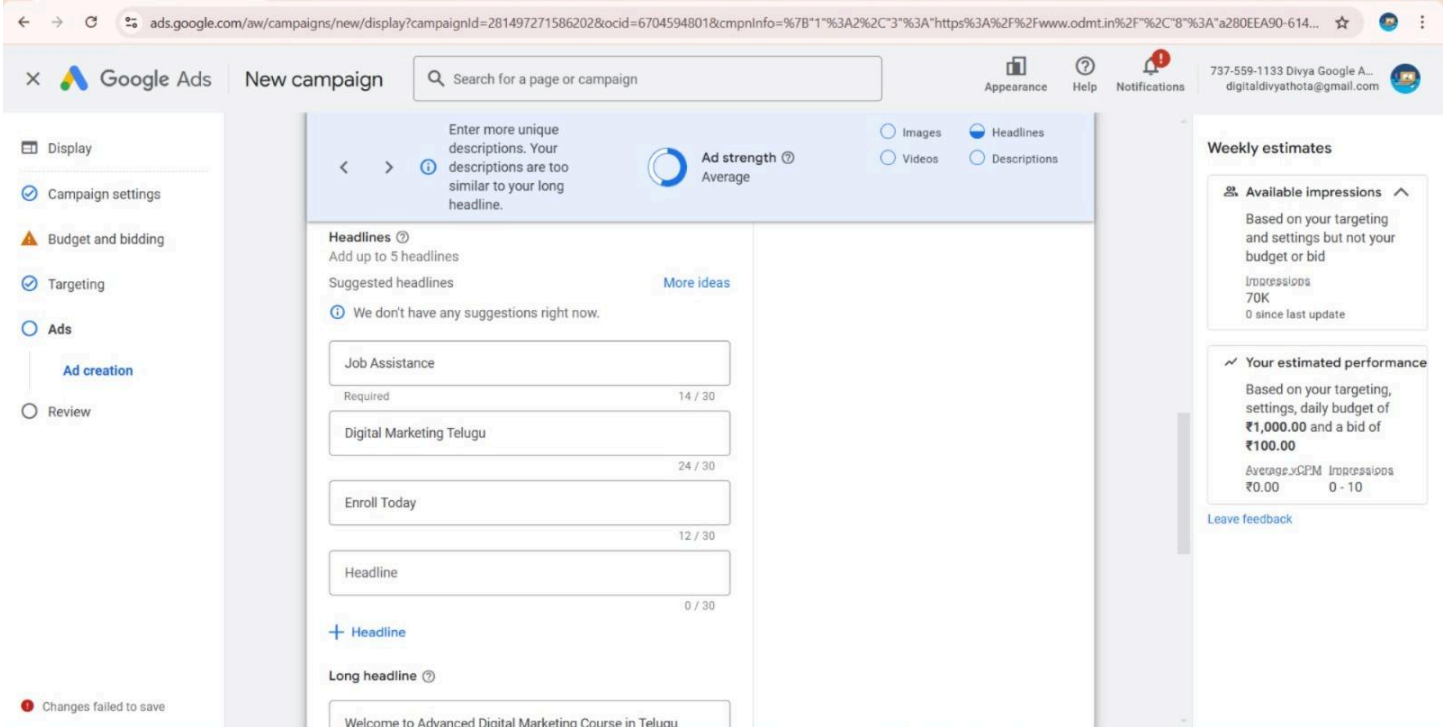 ads.google.com/aw/campaigns/new/display?campaignId=281497271586202&ocid=6704594801&cmpnInfo=%7B"1"%3A2%2C"3"%3A"https%3A%2F%2Fwww.odmt.in%2F"%2C"8"%3A"a280EEA90-614...
Google Ads
New campaign
Search for a page or campaign
Appearance
Help
Notifications
737-559-1133 Divya Google A...
digitaldivyathota@gmail.com
Display
Campaign settings
Budget and bidding
Targeting
Ads
Ad creation
Review
Changes failed to save
Enter more unique
descriptions. Your
descriptions are too
similar to your long
headline.
Ad strength
Average
Images
Headlines
Videos
Descriptions
Headlines
Add up to 5 headlines
Suggested headlines
More ideas
We don't have any suggestions right now.
Job Assistance
Required
14 / 30
Digital Marketing Telugu
24 / 30
Enroll Today
12 / 30
Headline
0 / 30
+ Headline
Long headline
Welcome to Advanced Digital Marketing Course in Telugu
Weekly estimates
Available impressions
Based on your targeting
and settings but not your
budget or bid
Impressions
70K
0 since last update
Your estimated performance
Based on your targeting,
settings, daily budget of
₹1,000.00 and a bid of
₹100.00
Average vCPM Impressions
₹0.00 0 - 10
Leave feedback